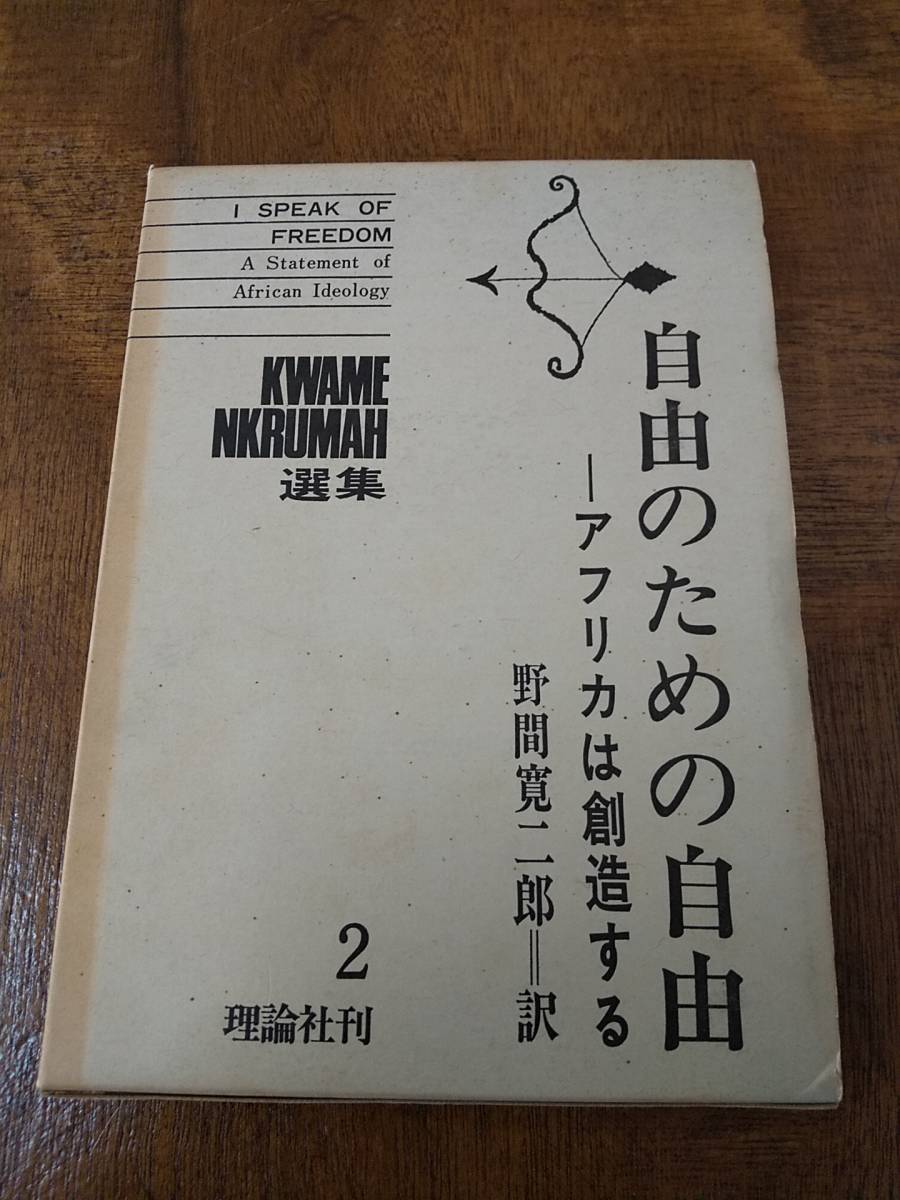 I SPEAK OF
FREEDOM
A Statement of
African Ideology
KWAME
NKRUMAH
選集
自由のための自由
—アフリカは創造する
野間寛二郎＝訳
2
理論社刊